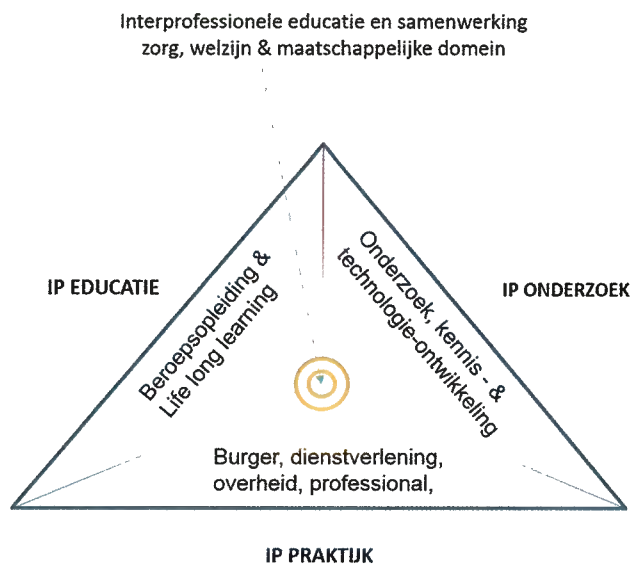 Interprofessionele educatie en samenwerking
zorg, welzijn & maatschappelijke domein
IP EDUCATIE
Beroepsopleiding &
Life long learning
Onderzoek, kennis - &
technologie-ontwikkeling
IP ONDERZOEK
Burger, dienstverlening,
overheid, professional,
IP PRAKTIJK